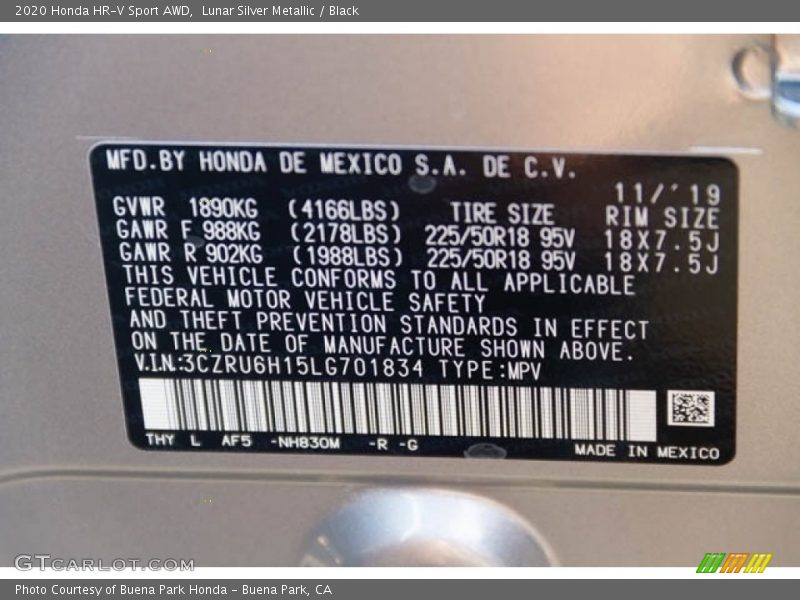 2020 Honda HR-V Sport AWD, Lunar Silver Metallic / Black
MFD.BY HONDA DE MEXICO S.A. DE C.V.
11/'19
GVWR 1890KG (4166LBS) TIRE SIZE RIM SIZE
GAWR F 988KG (2178LBS) 225/50R18 95V 18X7.5J
GAWR R 902KG (1988LBS) 225/50R18 95V 18X7.5J
THIS VEHICLE CONFORMS TO ALL APPLICABLE
FEDERAL MOTOR VEHICLE SAFETY
AND THEFT PREVENTION STANDARDS IN EFFECT
ON THE DATE OF MANUFACTURE SHOWN ABOVE.
V.I.N:3CZRU6H15LG701834 TYPE:MPV
THY L AF5 -NH830M -R -G
MADE IN MEXICO
GTCARLOT.COM
Photo Courtesy of Buena Park Honda - Buena Park, CA